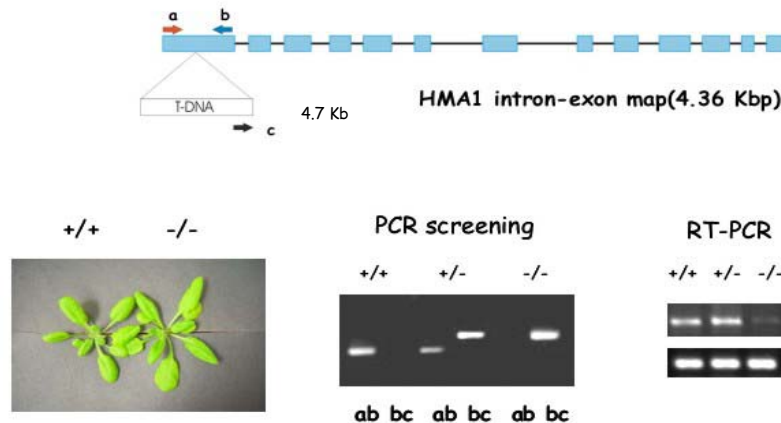 a b
T-DNA
c
4.7 Kb
HMA1 intron-exon map(4.36 Kbp)
+/+ -/-
PCR screening
+/+ +/- -/-
ab bc ab bc ab bc
RT-PCR
+/+ +/- -/-